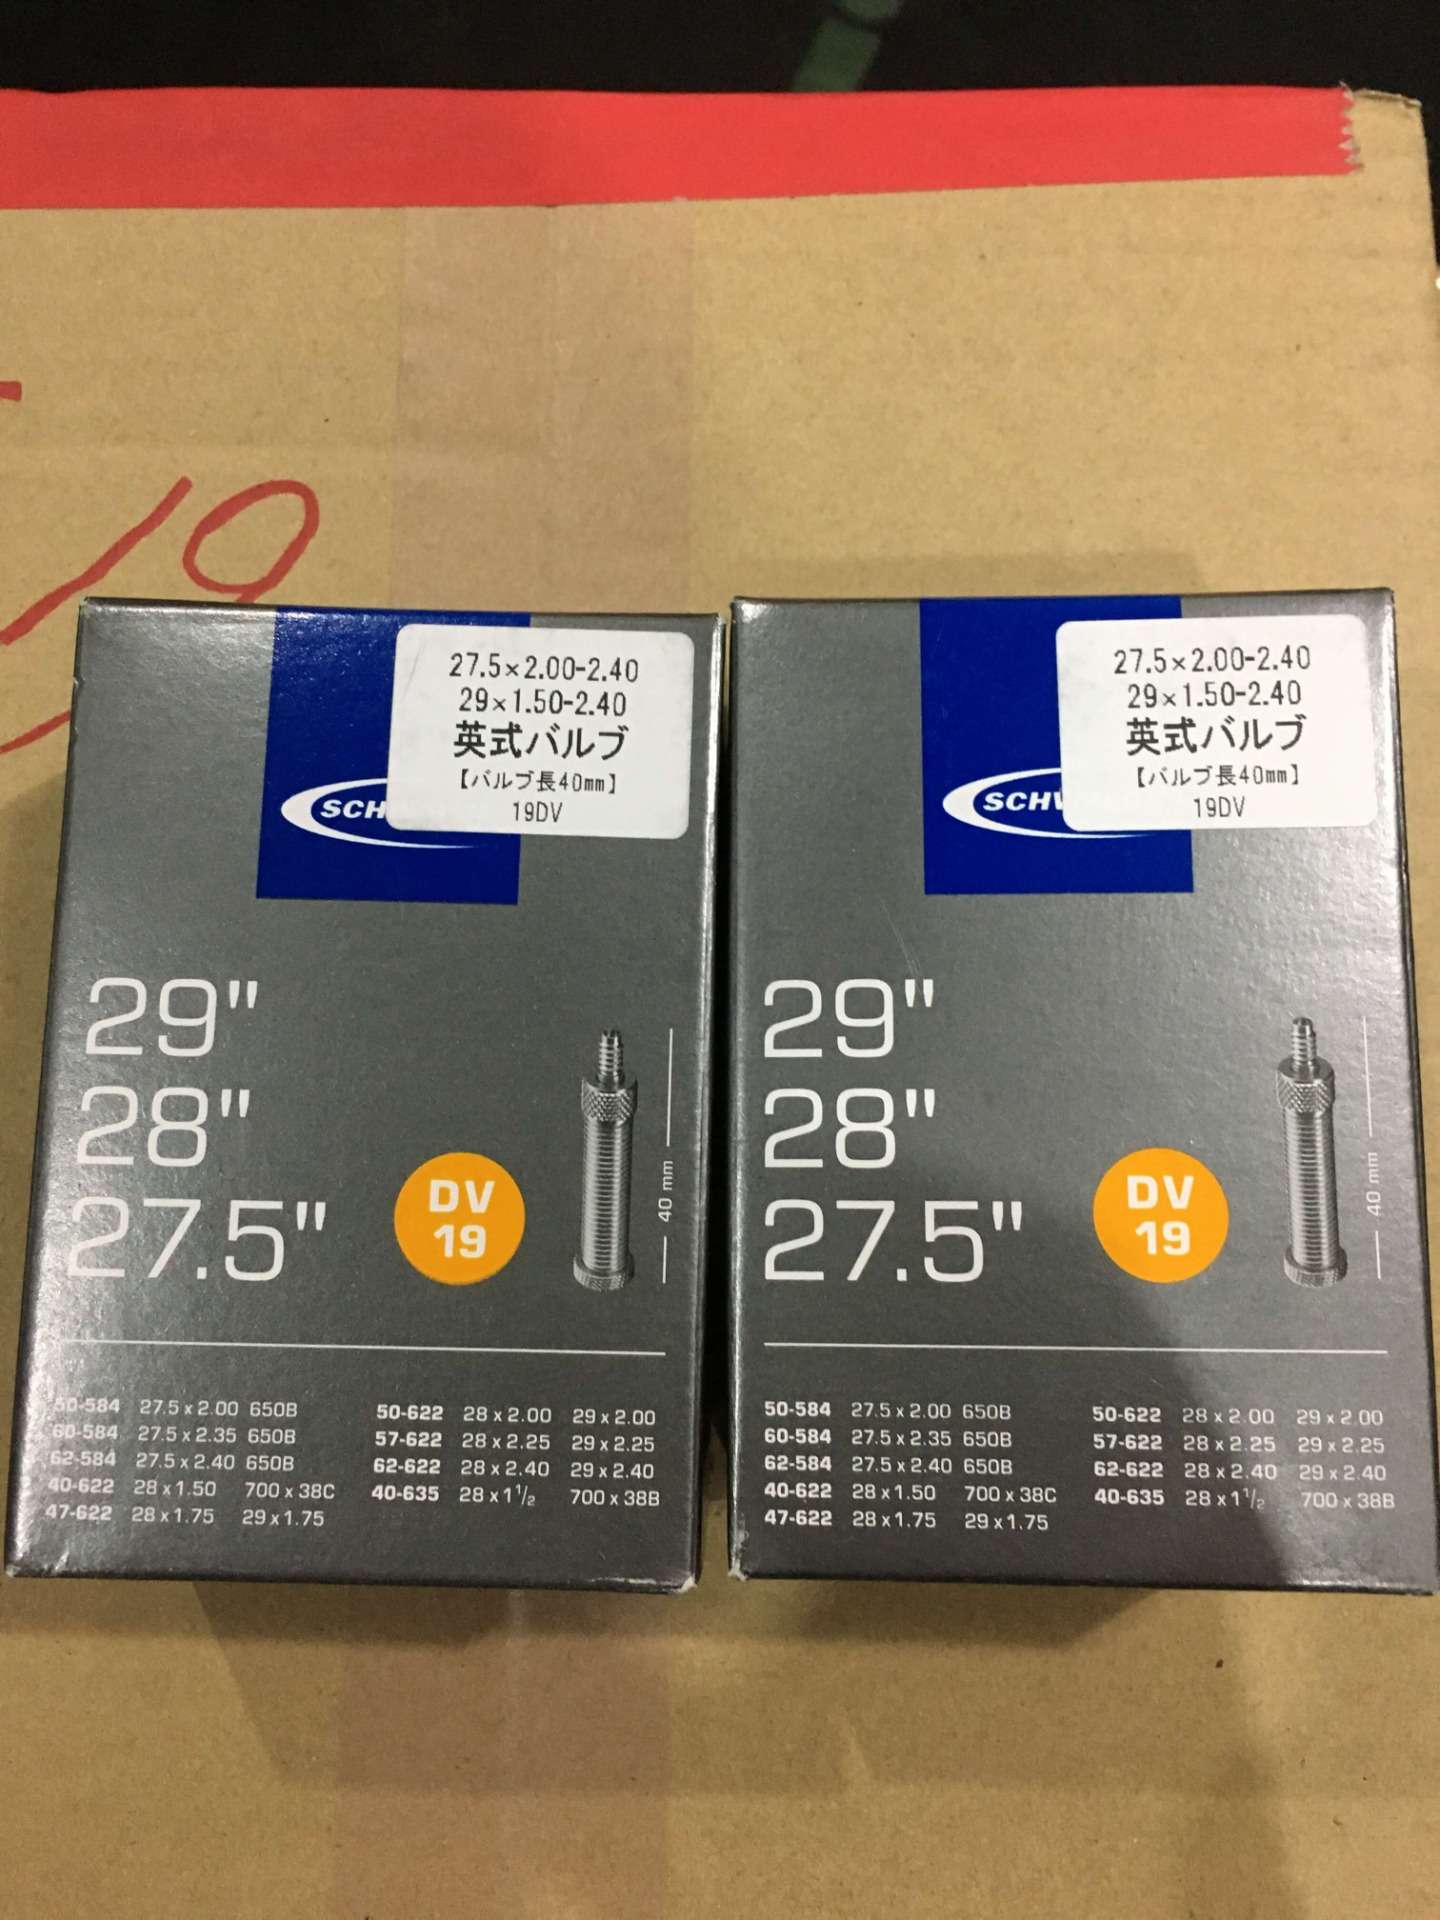 19
27.5×2.00-2.40
29×1.50-2.40
英式バルブ
【バルブ長40mm】
19DV
SCH
29"
28"
27.5"
DV
19
40 mm
50-584 27.5 x 2.00 650B
60-584 27.5 x 2.35 650B
62-584 27.5 x 2.40 650B
40-622 28 x 1.50 700 x 38C
47-622 28 x 1.75 29 x 1.75
50-622 28 x 2.00 29 x 2.00
57-622 28 x 2.25 29 x 2.25
62-622 28 x 2.40 29 x 2.40
40-635 28 x 1 1/2 700 x 38B
27.5×2.00-2.40
29×1.50-2.40
英式バルブ
【バルブ長40mm】
19DV
SCHW
29"
28"
27.5"
DV
19
40 mm
50-584 27.5 x 2.00 650B
60-584 27.5 x 2.35 650B
62-584 27.5 x 2.40 650B
40-622 28 x 1.50 700 x 38C
47-622 28 x 1.75 29 x 1.75
50-622 28 x 2.00 29 x 2.00
57-622 28 x 2.25 29 x 2.25
62-622 28 x 2.40 29 x 2.40
40-635 28 x 1 1/2 700 x 38B